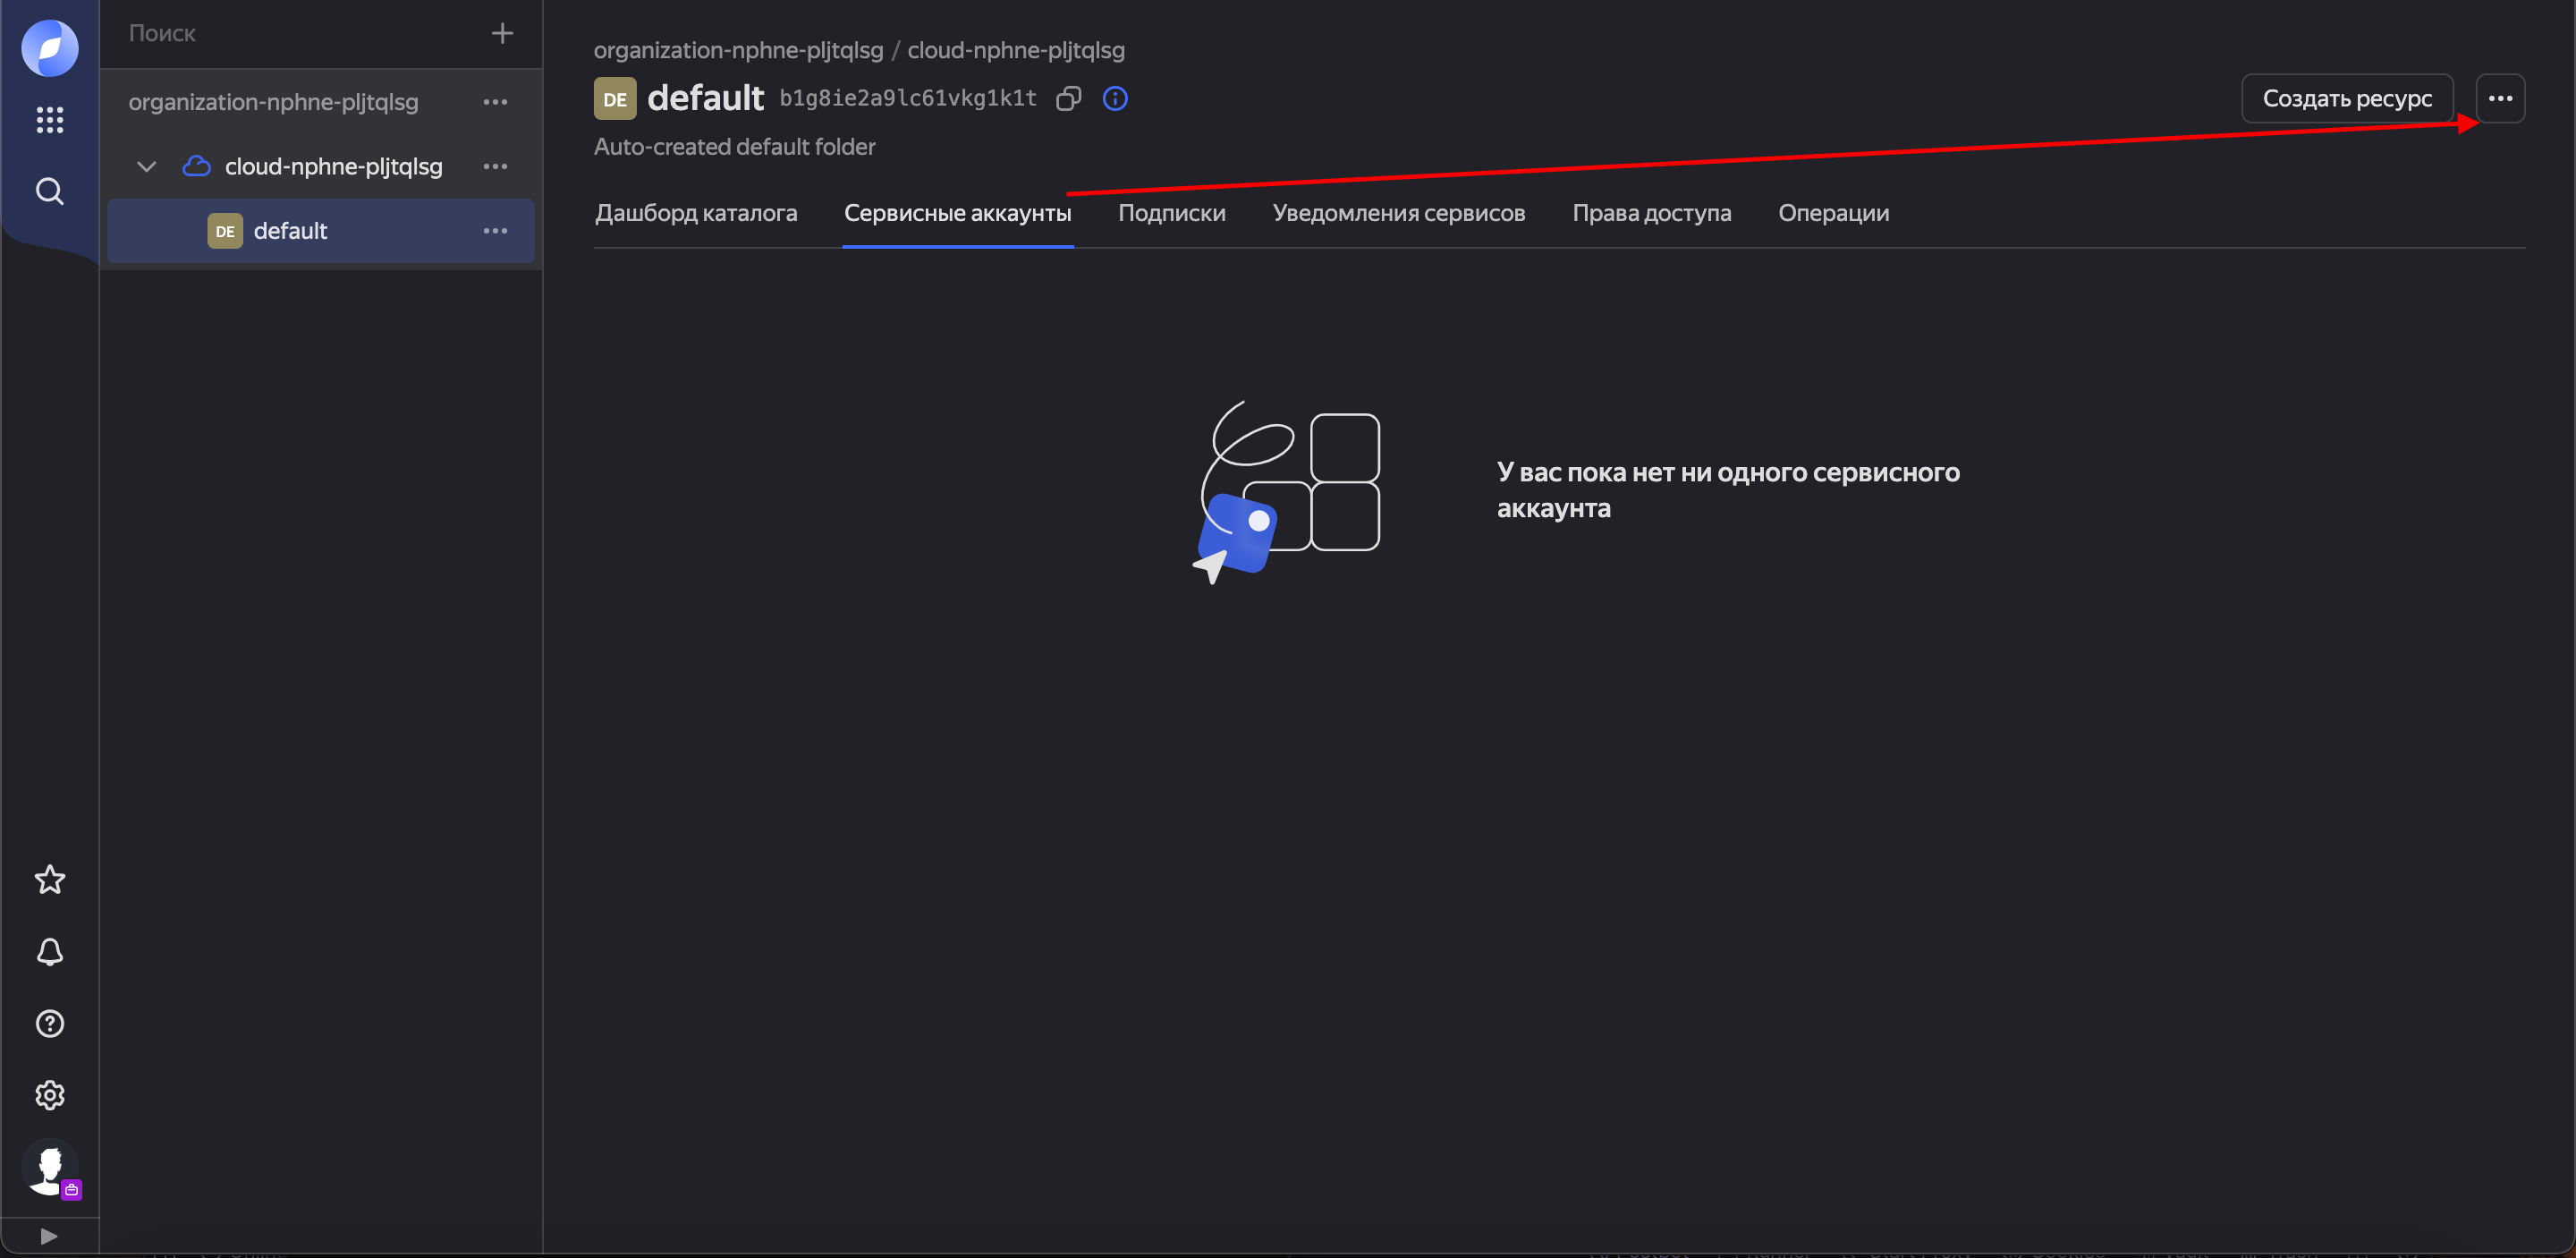 Поиск
organization-nphne-pljtqlsg
cloud-nphne-pljtqlsg
DE default
organization-nphne-pljtqlsg / cloud-nphne-pljtqlsg
DE default b1g8ie2a9lc61vkg1k1t
Создать ресурс
Auto-created default folder
Дашборд каталога Сервисные аккаунты Подписки Уведомления сервисов Права доступа Операции
У вас пока нет ни одного сервисного
аккаунта